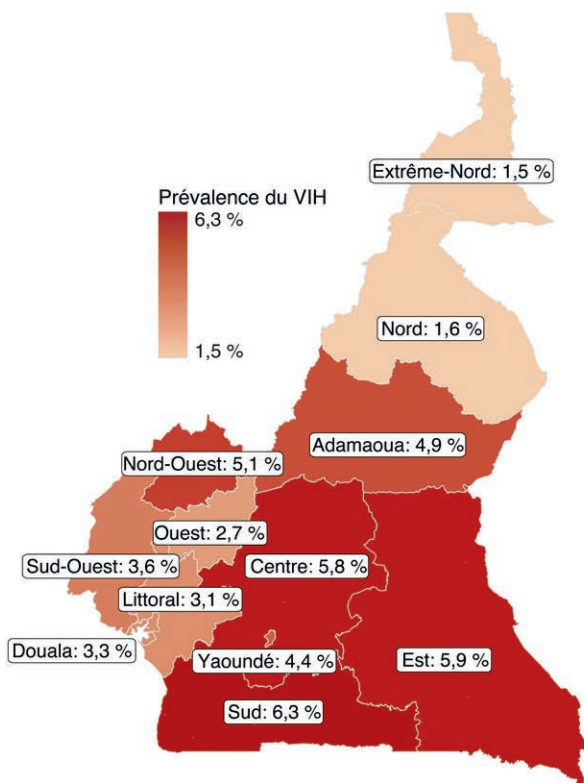 Extrême-Nord: 1,5 %
Prévalence du VIH
6,3 %
1,5 %
Nord: 1,6 %
Adamaoua: 4,9 %
Nord-Ouest: 5,1 %
Ouest: 2,7 %
Sud-Ouest: 3,6 %
Centre: 5,8 %
Littoral: 3,1 %
Douala: 3,3 %
Yaoundé: 4,4 %
Est: 5,9 %
Sud: 6,3 %